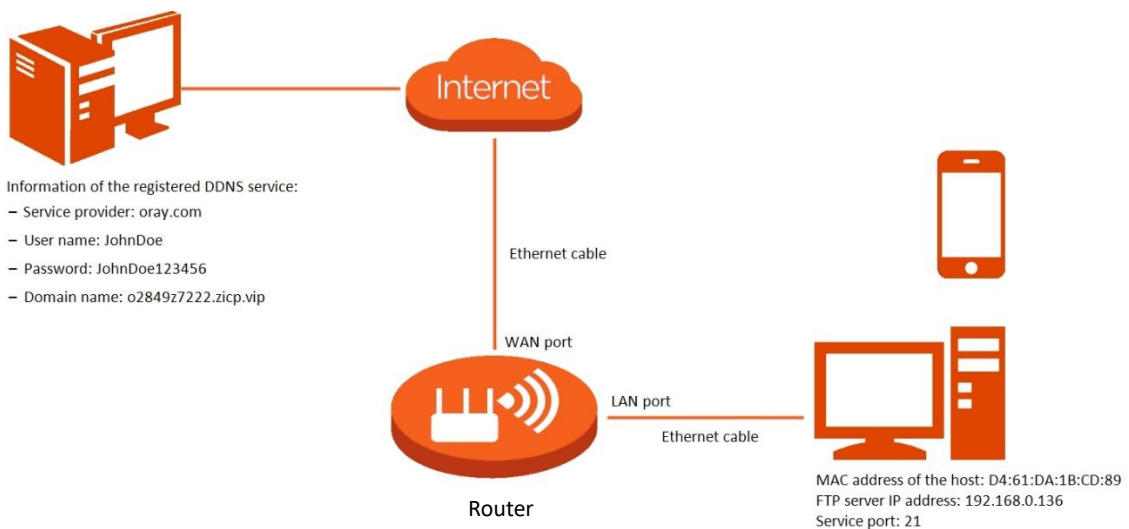 Internet
Information of the registered DDNS service:
– Service provider: oray.com
– User name: JohnDoe
– Password: JohnDoe123456
– Domain name: o2849z7222.zicp.vip
Ethernet cable
WAN port
LAN port
Ethernet cable
Router
MAC address of the host: D4:61:DA:1B:CD:89
FTP server IP address: 192.168.0.136
Service port: 21